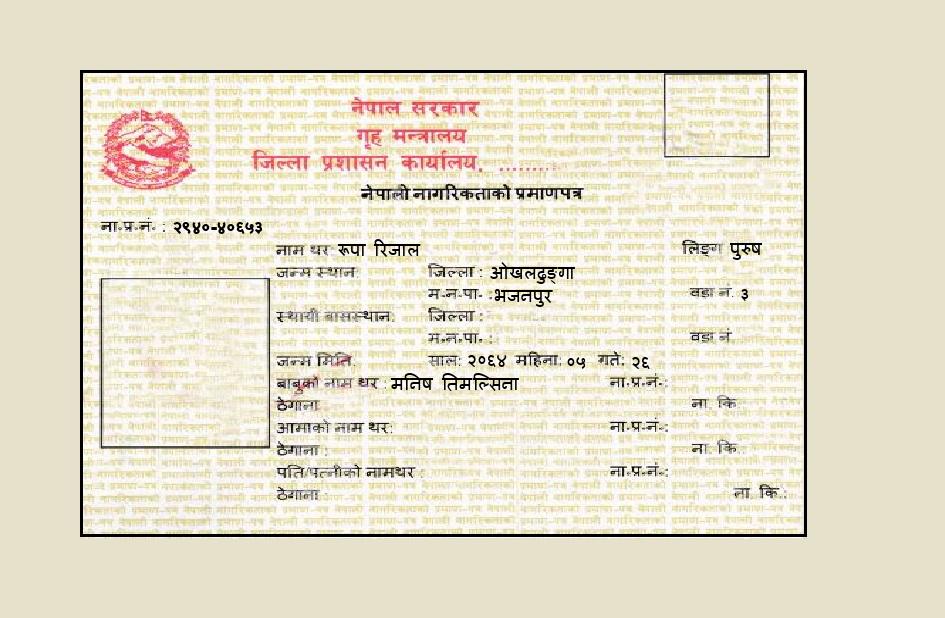 नेपाल सरकार
गृह मन्त्रालय
जिल्ला प्रशासन कार्यालय, ........
नेपाली नागरिकताको प्रमाणपत्र
ना.प्र.नं. : २९४०-४०६५३
नाम थर: रूपा रिजाल लिङ्ग: पुरुष
जन्म स्थान: जिल्ला : ओखलढुङ्गा
म.न.पा. :भजनपुर वडा नं. ३
स्थायी बासस्थान: जिल्ला :
म.न.पा. : वडा नं
जन्म मिति: साल: २०६४ महिना: ०५ गते: २६
बाबुको नाम थर : मनिष तिमल्सिना ना.प्र.नं.:
ठेगाना ना. कि.:
आमाको नाम थर: ना.प्र.नं.:
ठेगाना : ना. कि.:
पति/पत्नीको नामथर : ना.प्र.नं.:
ठेगाना : ना. कि.: